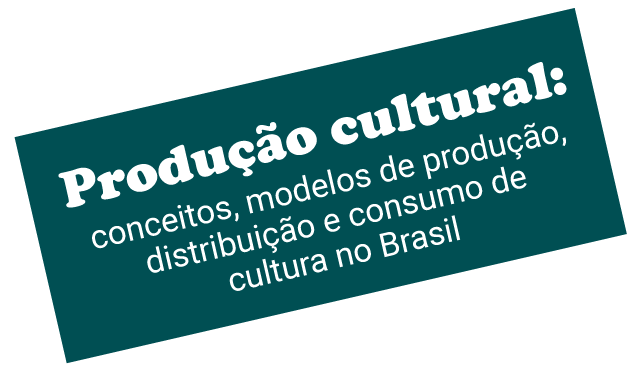 Produção cultural:
conceitos, modelos de produção,
distribuição e consumo de
cultura no Brasil